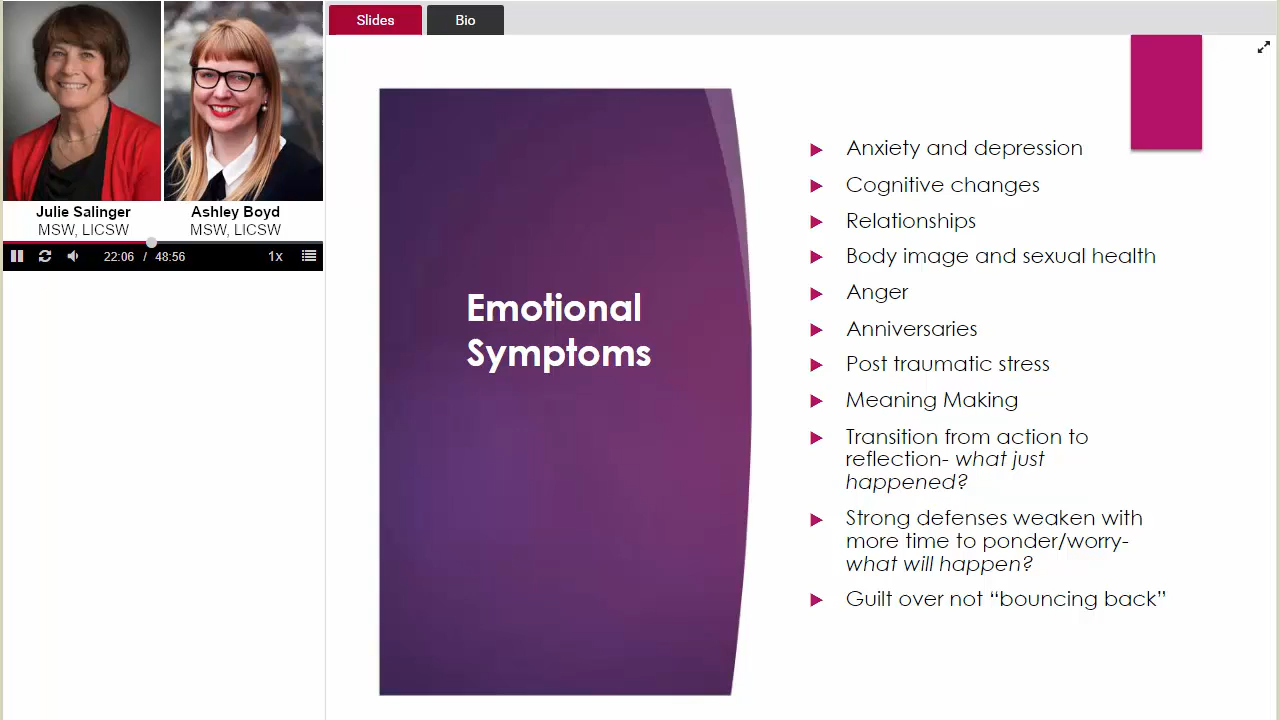 Slides
Bio
Julie Salinger
MSW, LICSW
Ashley Boyd
MSW, LICSW
22:06 / 48:56
1x
Emotional
Symptoms
Anxiety and depression
Cognitive changes
Relationships
Body image and sexual health
Anger
Anniversaries
Post traumatic stress
Meaning Making
Transition from action to
reflection- what just
happened?
Strong defenses weaken with
more time to ponder/worry-
what will happen?
Guilt over not “bouncing back”